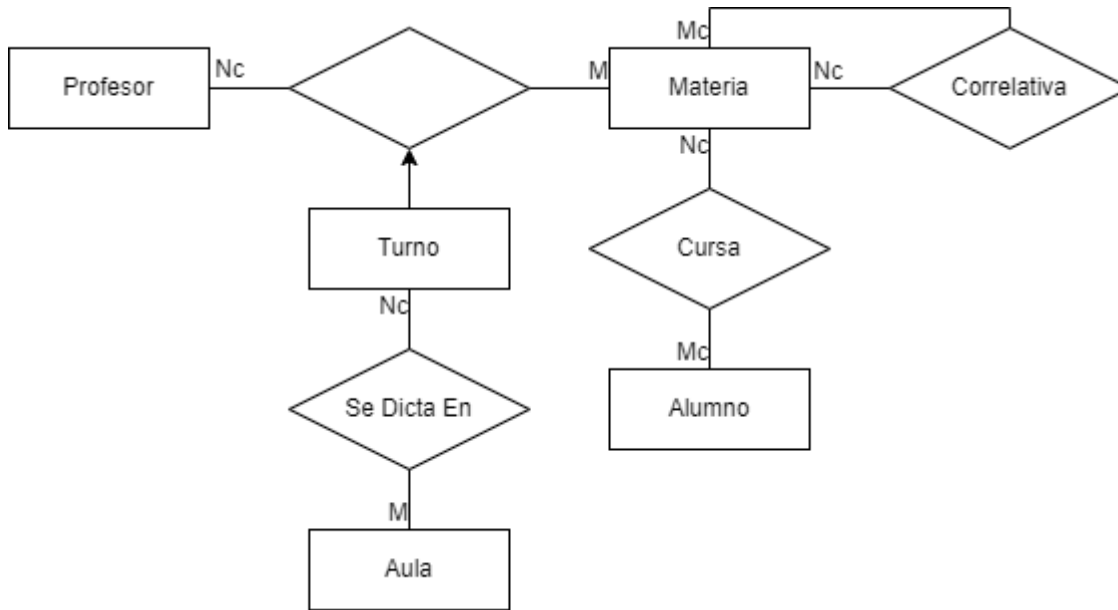 Mc
Profesor
Nc
M
Materia
Nc
Correlativa
Nc
Turno
Cursa
Nc
Mc
Se Dicta En
Alumno
M
Aula